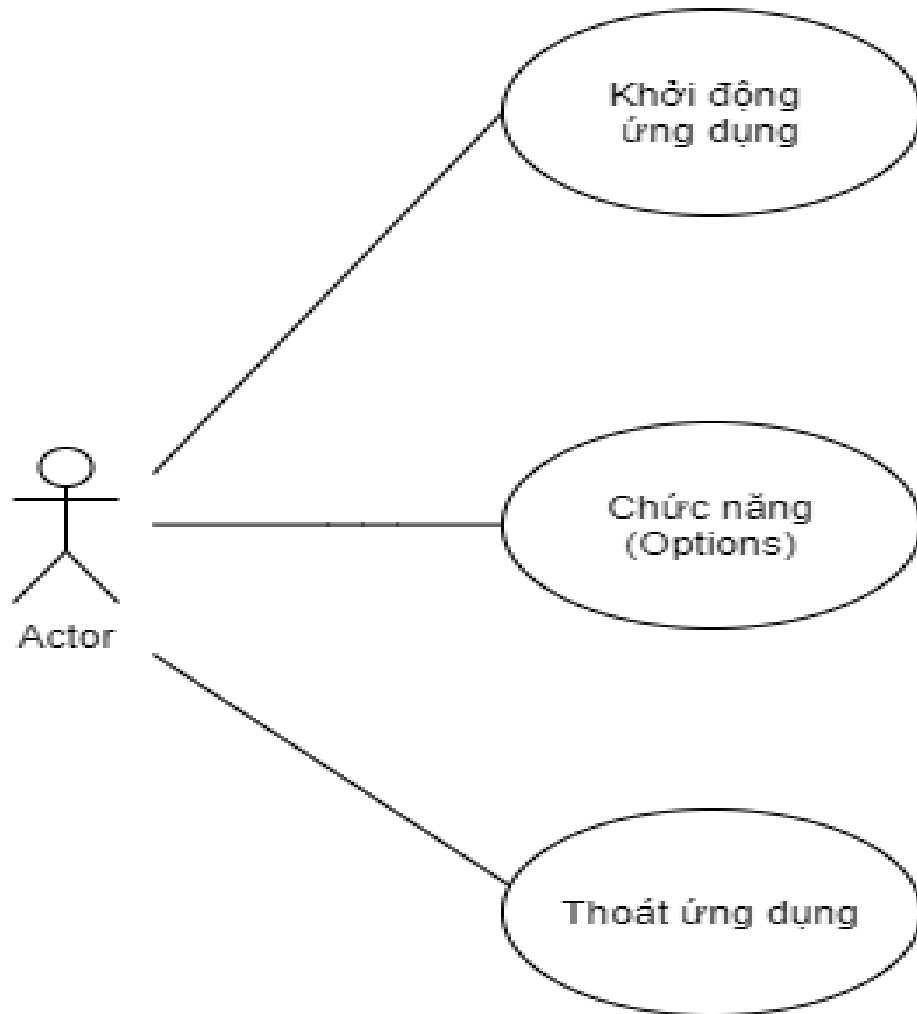 Khởi động
ứng dụng
Chức năng
(Options)
Actor
Thoát ứng dụng